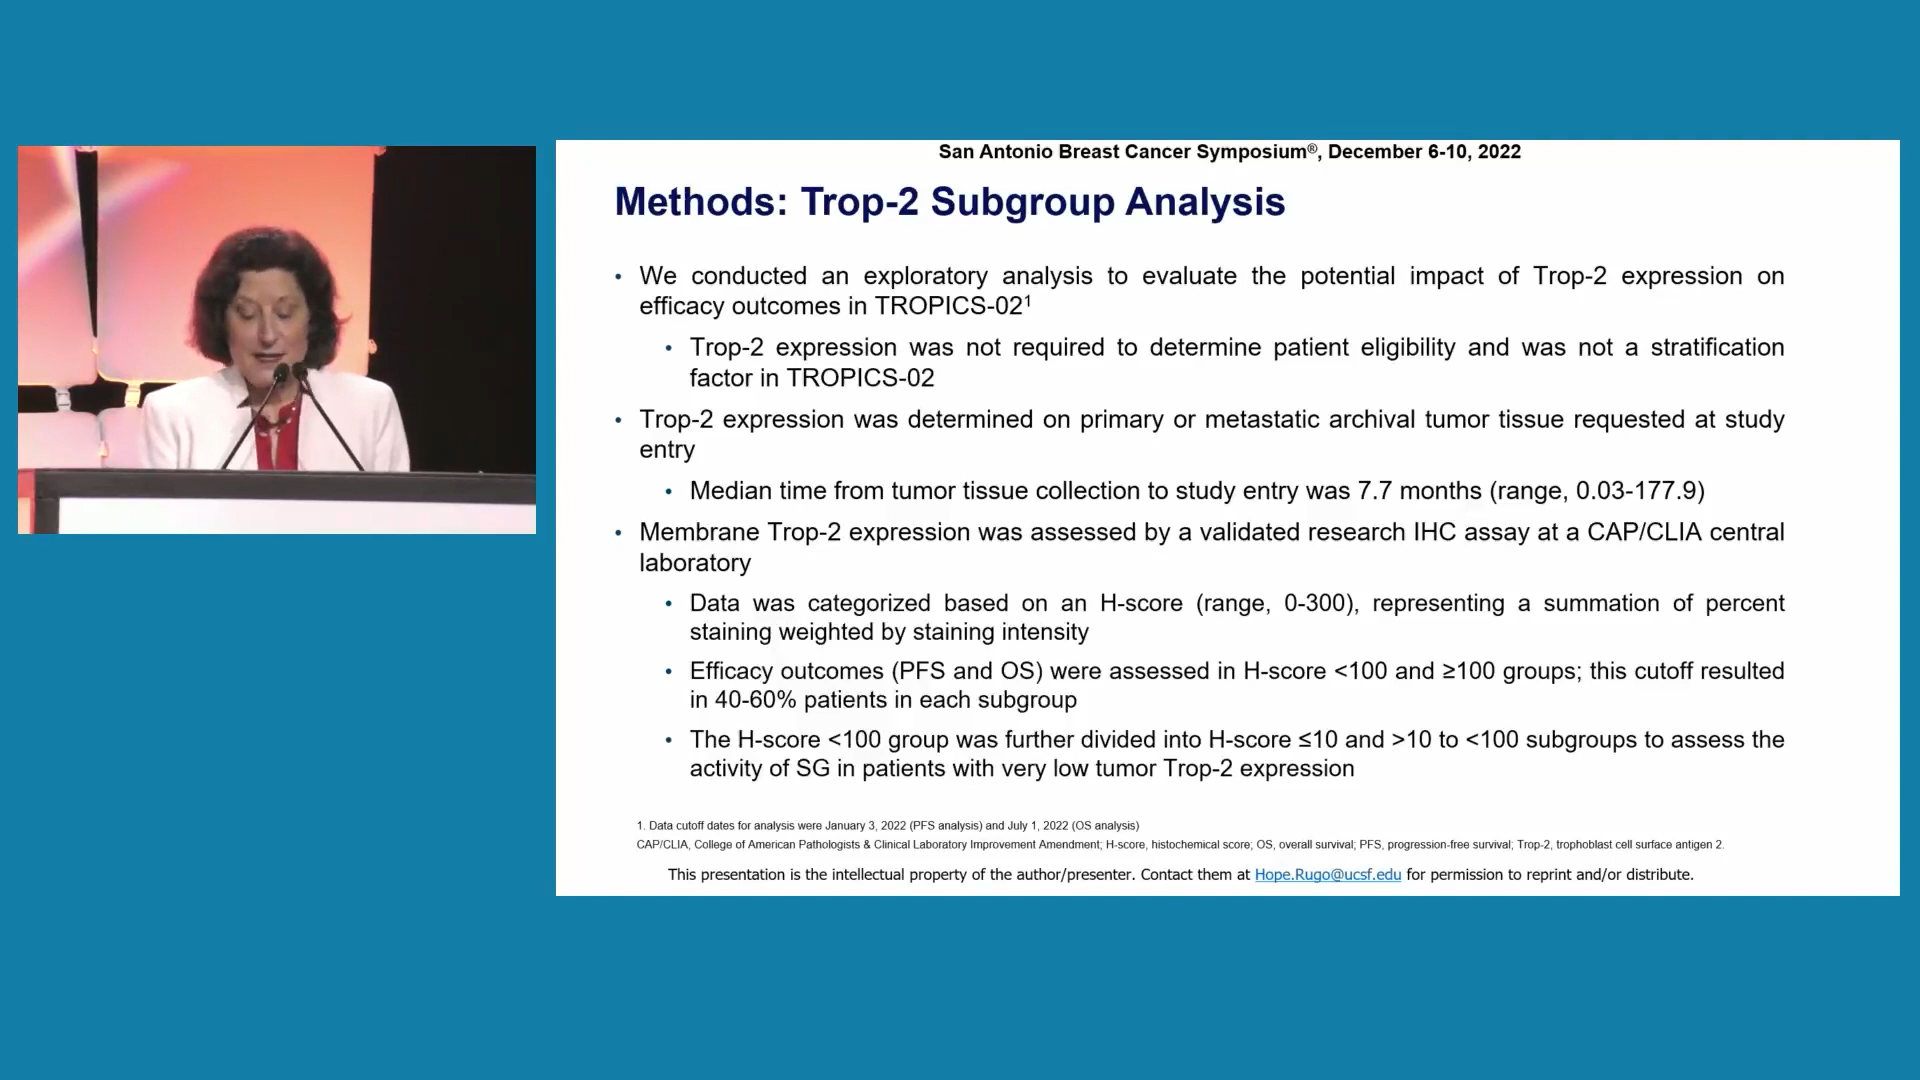 San Antonio Breast Cancer Symposium®, December 6-10, 2022
Methods: Trop-2 Subgroup Analysis
• We conducted an exploratory analysis to evaluate the potential impact of Trop-2 expression on
efficacy outcomes in TROPICS-02¹
• Trop-2 expression was not required to determine patient eligibility and was not a stratification
factor in TROPICS-02
• Trop-2 expression was determined on primary or metastatic archival tumor tissue requested at study
entry
• Median time from tumor tissue collection to study entry was 7.7 months (range, 0.03-177.9)
• Membrane Trop-2 expression was assessed by a validated research IHC assay at a CAP/CLIA central
laboratory
• Data was categorized based on an H-score (range, 0-300), representing a summation of percent
staining weighted by staining intensity
• Efficacy outcomes (PFS and OS) were assessed in H-score <100 and ≥100 groups; this cutoff resulted
in 40-60% patients in each subgroup
• The H-score <100 group was further divided into H-score ≤10 and >10 to <100 subgroups to assess the
activity of SG in patients with very low tumor Trop-2 expression
1. Data cutoff dates for analysis were January 3, 2022 (PFS analysis) and July 1, 2022 (OS analysis)
CAP/CLIA, College of American Pathologists & Clinical Laboratory Improvement Amendment; H-score, histochemical score; OS, overall survival; PFS, progression-free survival; Trop-2, trophoblast cell surface antigen 2.
This presentation is the intellectual property of the author/presenter. Contact them at Hope.Rugo@ucsf.edu for permission to reprint and/or distribute.